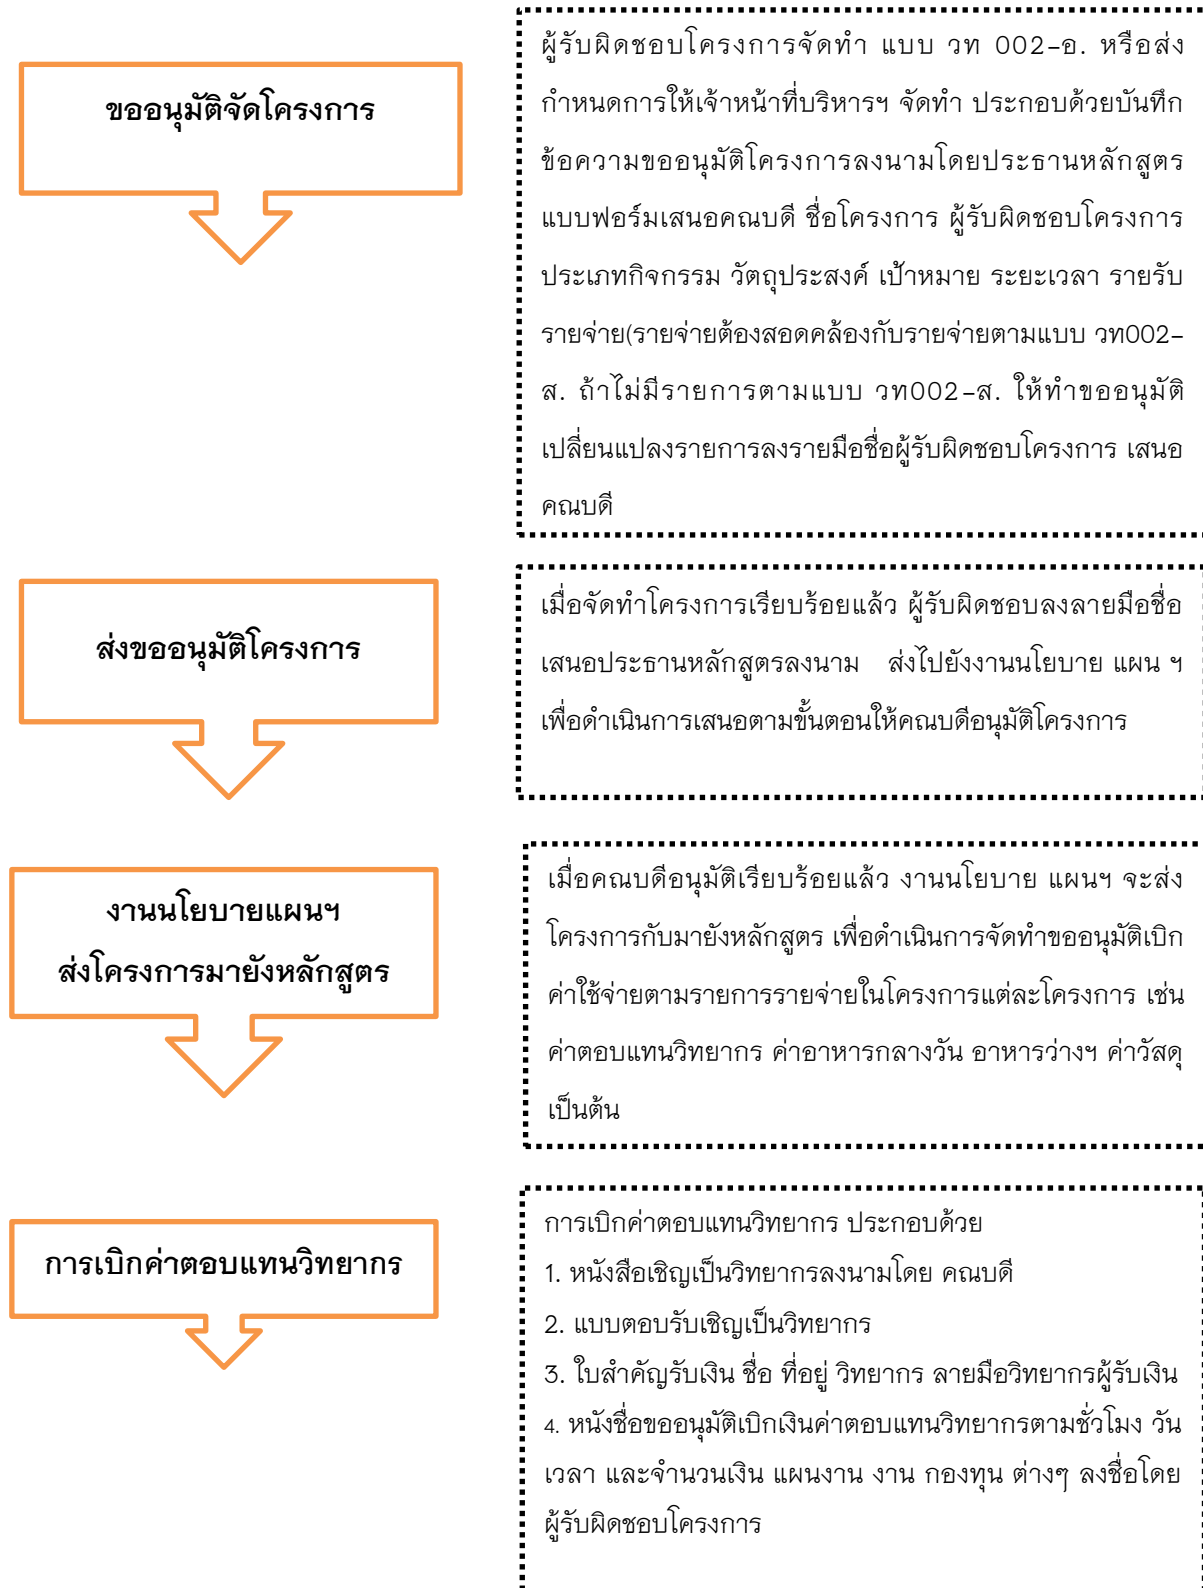 ขออนุมัติจัดโครงการ
ผู้รับผิดชอบโครงการจัดทำ แบบ วท 002-อ. หรือส่ง
กำหนดการให้เจ้าหน้าที่บริหารฯ จัดทำ ประกอบด้วยบันทึก
ข้อความขออนุมัติโครงการลงนามโดยประธานหลักสูตร
แบบฟอร์มเสนอคณบดี ชื่อโครงการ ผู้รับผิดชอบโครงการ
ประเภทกิจกรรม วัตถุประสงค์ เป้าหมาย ระยะเวลา รายรับ
รายจ่าย(รายจ่ายต้องสอดคล้องกับรายจ่ายตามแบบ วท002-
ส. ถ้าไม่มีรายการตามแบบ วท002-ส. ให้ทำขออนุมัติ
เปลี่ยนแปลงรายการลงรายมือชื่อผู้รับผิดชอบโครงการ เสนอ
คณบดี
ส่งขออนุมัติโครงการ
เมื่อจัดทำโครงการเรียบร้อยแล้ว ผู้รับผิดชอบลงลายมือชื่อ
เสนอประธานหลักสูตรลงนาม ส่งไปยังงานนโยบาย แผน ฯ
เพื่อดำเนินการเสนอตามขั้นตอนให้คณบดีอนุมัติโครงการ
งานนโยบายแผนฯ
ส่งโครงการมายังหลักสูตร
เมื่อคณบดีอนุมัติเรียบร้อยแล้ว งานนโยบาย แผนฯ จะส่ง
โครงการกับมายังหลักสูตร เพื่อดำเนินการจัดทำขออนุมัติเบิก
ค่าใช้จ่ายตามรายการรายจ่ายในโครงการแต่ละโครงการ เช่น
ค่าตอบแทนวิทยากร ค่าอาหารกลางวัน อาหารว่างฯ ค่าวัสดุ
เป็นต้น
การเบิกค่าตอบแทนวิทยากร
การเบิกค่าตอบแทนวิทยากร ประกอบด้วย
1. หนังสือเชิญเป็นวิทยากรลงนามโดย คณบดี
2. แบบตอบรับเชิญเป็นวิทยากร
3. ใบสำคัญรับเงิน ชื่อ ที่อยู่ วิทยากร ลายมือวิทยากรผู้รับเงิน
4. หนังชื่อขออนุมัติเบิกเงินค่าตอบแทนวิทยากรตามชั่วโมง วัน
เวลา และจำนวนเงิน แผนงาน งาน กองทุน ต่างๆ ลงชื่อโดย
ผู้รับผิดชอบโครงการ